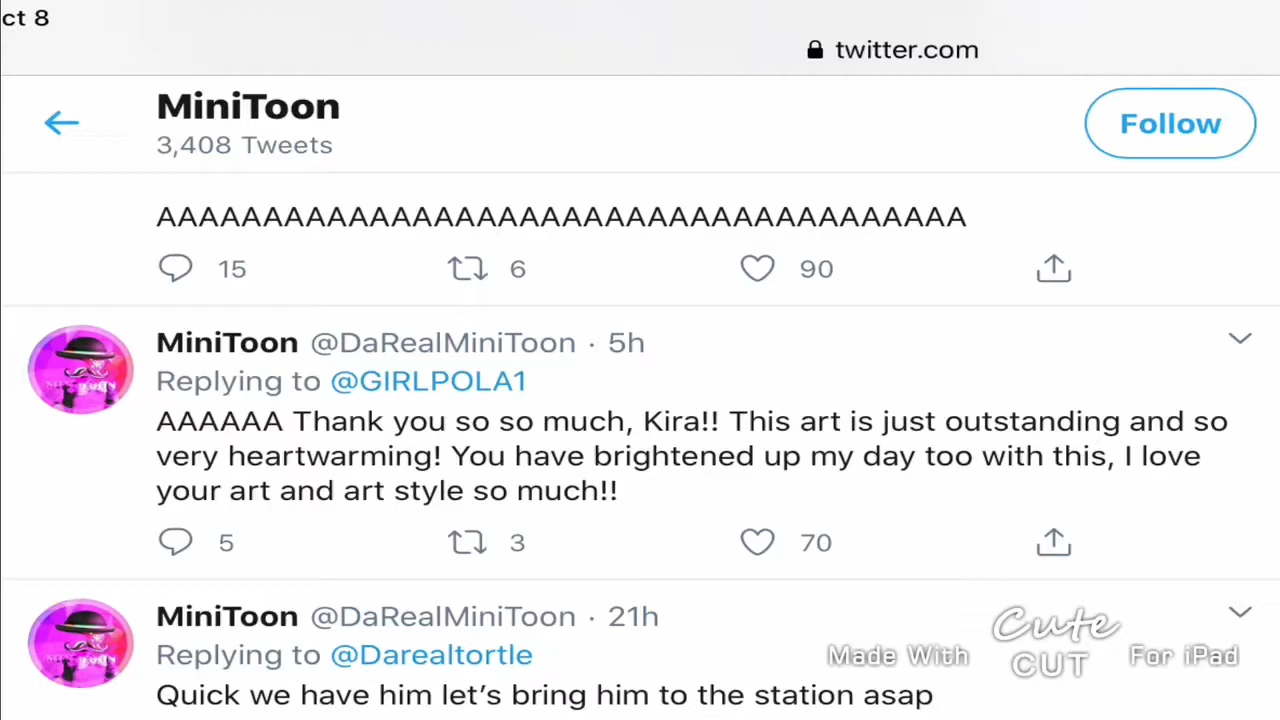 ct 8
twitter.com
MiniToon
3,408 Tweets
Follow
AAAAAAAAAAAAAAAAAAAAAAAAAAAAAAAAAAAAAA
15 6 90
MiniToon @DaRealMiniToon · 5h
Replying to @GIRLPOLA1
AAAAAA Thank you so so much, Kira!! This art is just outstanding and so
very heartwarming! You have brightened up my day too with this, I love
your art and art style so much!!
5 3 70
MiniToon @DaRealMiniToon · 21h
Replying to @Darealtortle
Quick we have him let's bring him to the station asap
Made With Cute CUT For iPad